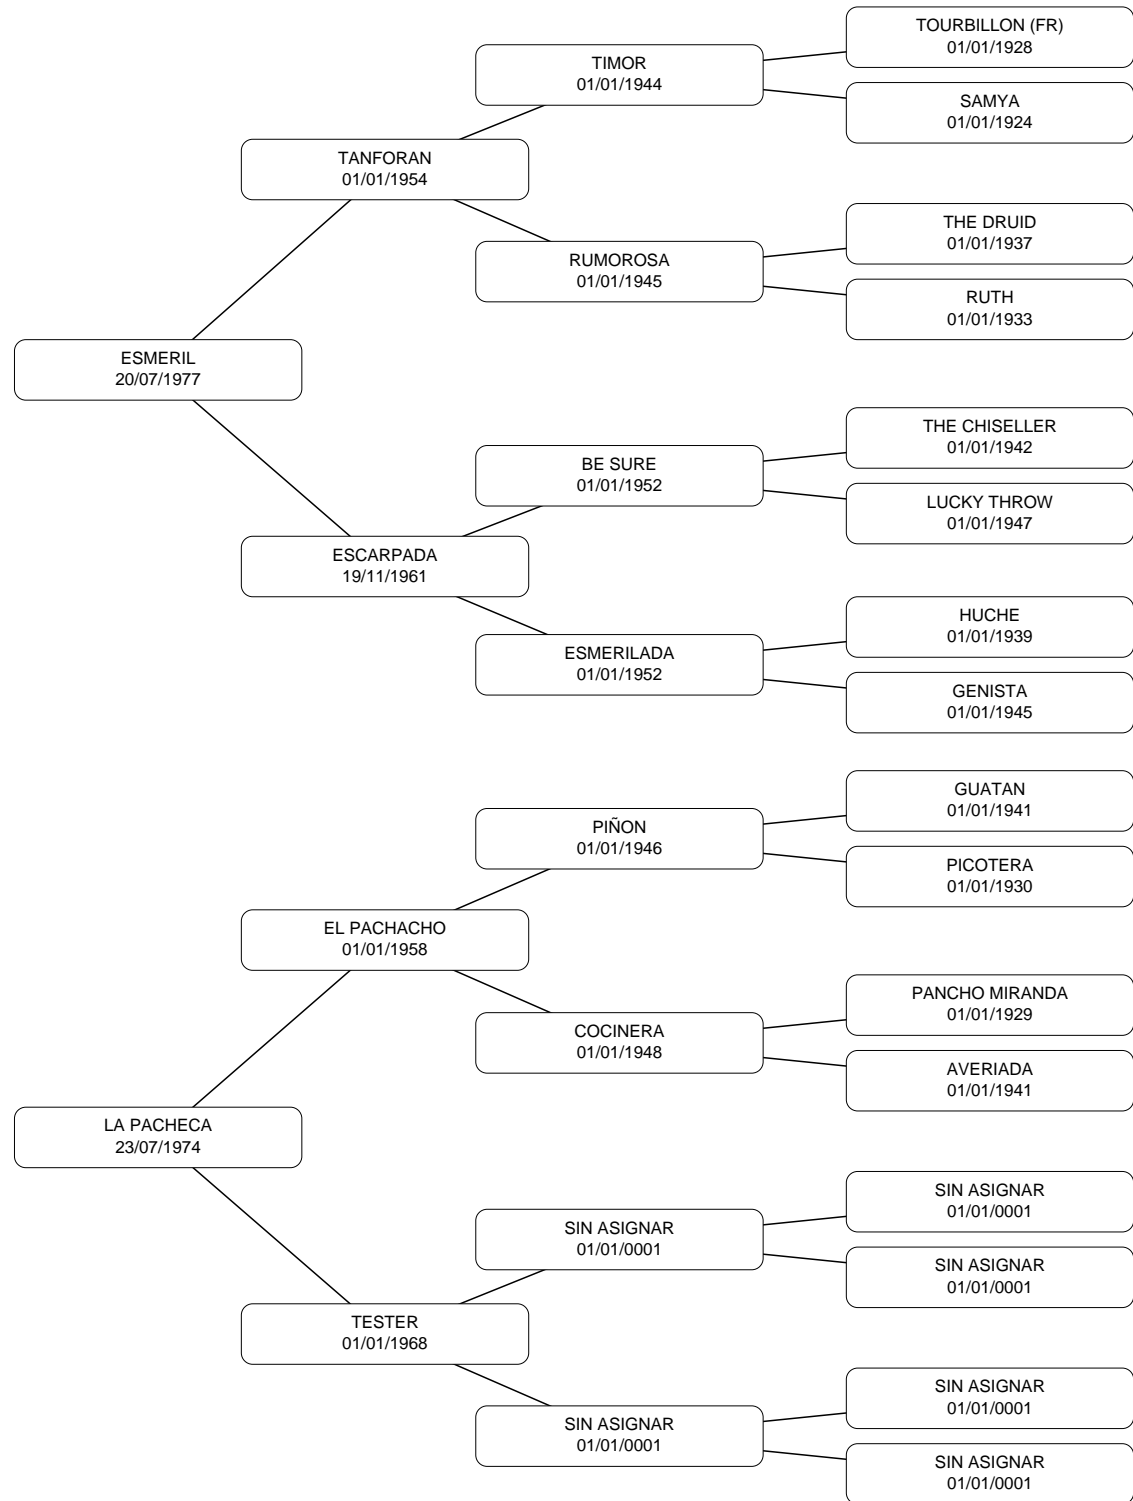 TOURBILLON (FR)
01/01/1928
TIMOR
01/01/1944
SAMYA
01/01/1924
TANFORAN
01/01/1954
THE DRUID
01/01/1937
RUMOROSA
01/01/1945
RUTH
01/01/1933
ESMERIL
20/07/1977
THE CHISELLER
01/01/1942
BE SURE
01/01/1952
LUCKY THROW
01/01/1947
ESCARPADA
19/11/1961
HUCHE
01/01/1939
ESMERILADA
01/01/1952
GENISTA
01/01/1945
GUATAN
01/01/1941
PIÑON
01/01/1946
PICOTERA
01/01/1930
EL PACHACHO
01/01/1958
PANCHO MIRANDA
01/01/1929
COCINERA
01/01/1948
AVERIADA
01/01/1941
LA PACHECA
23/07/1974
SIN ASIGNAR
01/01/0001
SIN ASIGNAR
01/01/0001
SIN ASIGNAR
01/01/0001
TESTER
01/01/1968
SIN ASIGNAR
01/01/0001
SIN ASIGNAR
01/01/0001
SIN ASIGNAR
01/01/0001